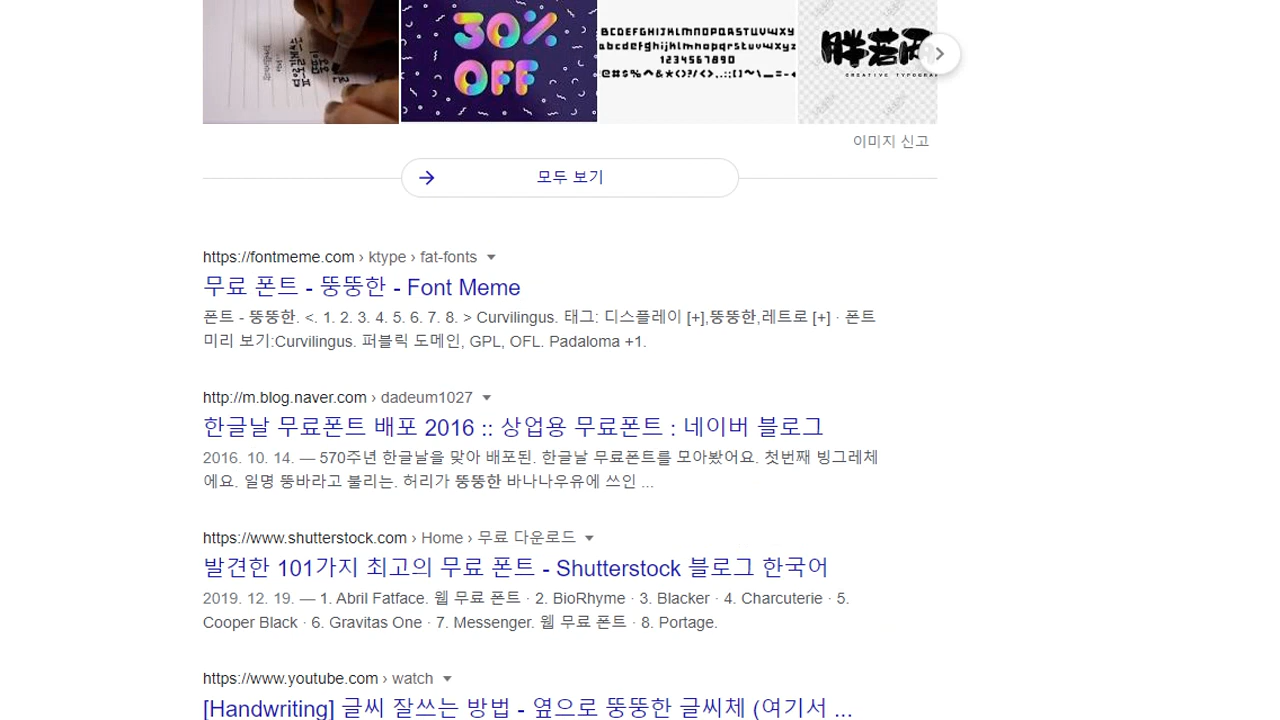 30%
OFF
ABCDEFGHIJKLMNOPQRSTUVWXY
abcdefghijklmnopqrstuvwxyz
1234567890
胖若两
CREATIVE TYPOGRA
이미지 신고
→ 모두 보기
https://fontmeme.com › ktype › fat-fonts
무료 폰트 - 뚱뚱한 - Font Meme
폰트 - 뚱뚱한. <. 1. 2. 3. 4. 5. 6. 7. 8. > Curvilingus. 태그: 디스플레이 [+],뚱뚱한,레트로 [+] · 폰트
미리 보기:Curvilingus. 퍼블릭 도메인, GPL, OFL. Padaloma +1.
http://m.blog.naver.com › dadeum1027
한글날 무료폰트 배포 2016 :: 상업용 무료폰트 : 네이버 블로그
2016. 10. 14. — 570주년 한글날을 맞아 배포된. 한글날 무료폰트를 모아봤어요. 첫번째 빙그레체
에요. 일명 뚱바라고 불리는. 허리가 뚱뚱한 바나나우유에 쓰인 ...
https://www.shutterstock.com › Home › 무료 다운로드
발견한 101가지 최고의 무료 폰트 - Shutterstock 블로그 한국어
2019. 12. 19. — 1. Abril Fatface. 웹 무료 폰트 · 2. BioRhyme · 3. Blacker · 4. Charcuterie · 5.
Cooper Black · 6. Gravitas One · 7. Messenger. 웹 무료 폰트 · 8. Portage.
https://www.youtube.com › watch
[Handwriting] 글씨 잘쓰는 방법 - 옆으로 뚱뚱한 글씨체 (여기서 ...